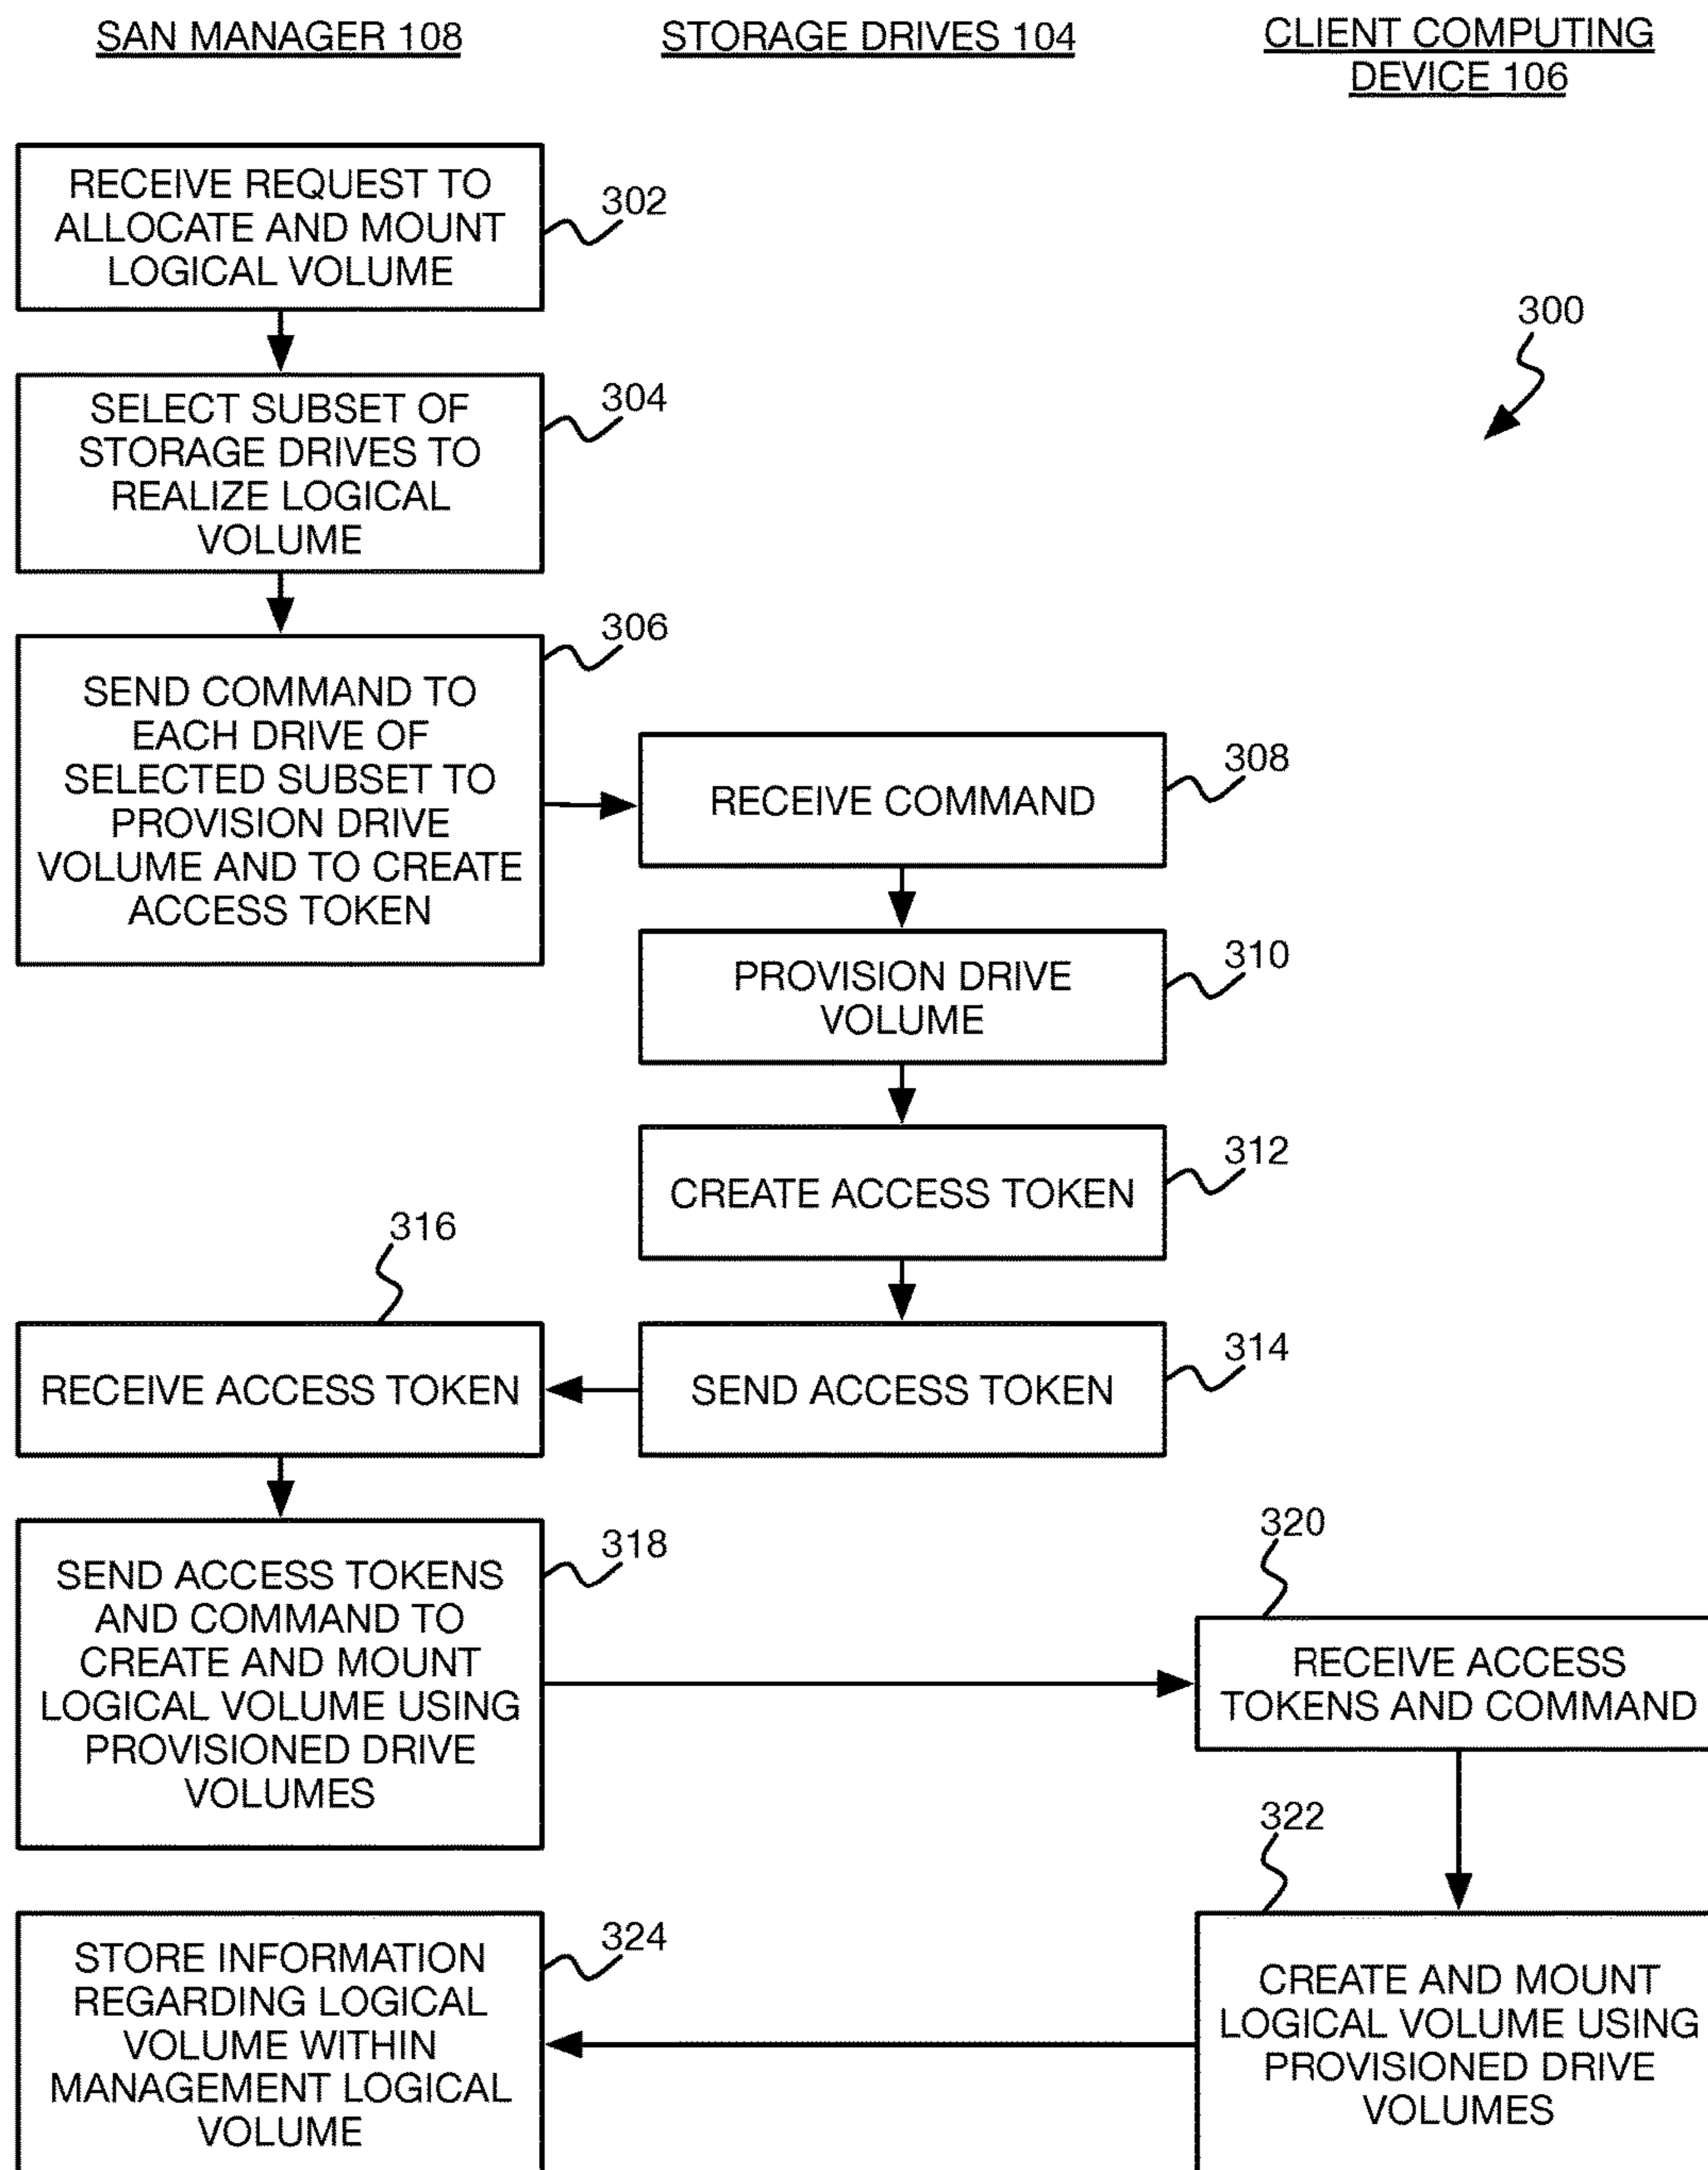 SAN MANAGER 108
STORAGE DRIVES 104
CLIENT COMPUTING
DEVICE 106
RECEIVE REQUEST TO
ALLOCATE AND MOUNT
LOGICAL VOLUME
302
300
SELECT SUBSET OF
STORAGE DRIVES TO
REALIZE LOGICAL
VOLUME
304
SEND COMMAND TO
EACH DRIVE OF
SELECTED SUBSET TO
PROVISION DRIVE
VOLUME AND TO CREATE
ACCESS TOKEN
306
RECEIVE COMMAND
308
PROVISION DRIVE
VOLUME
310
CREATE ACCESS TOKEN
312
SEND ACCESS TOKEN
314
316
RECEIVE ACCESS TOKEN
SEND ACCESS TOKENS
AND COMMAND TO
CREATE AND MOUNT
LOGICAL VOLUME USING
PROVISIONED DRIVE
VOLUMES
318
320
RECEIVE ACCESS
TOKENS AND COMMAND
322
CREATE AND MOUNT
LOGICAL VOLUME USING
PROVISIONED DRIVE
VOLUMES
STORE INFORMATION
REGARDING LOGICAL
VOLUME WITHIN
MANAGEMENT LOGICAL
VOLUME
324